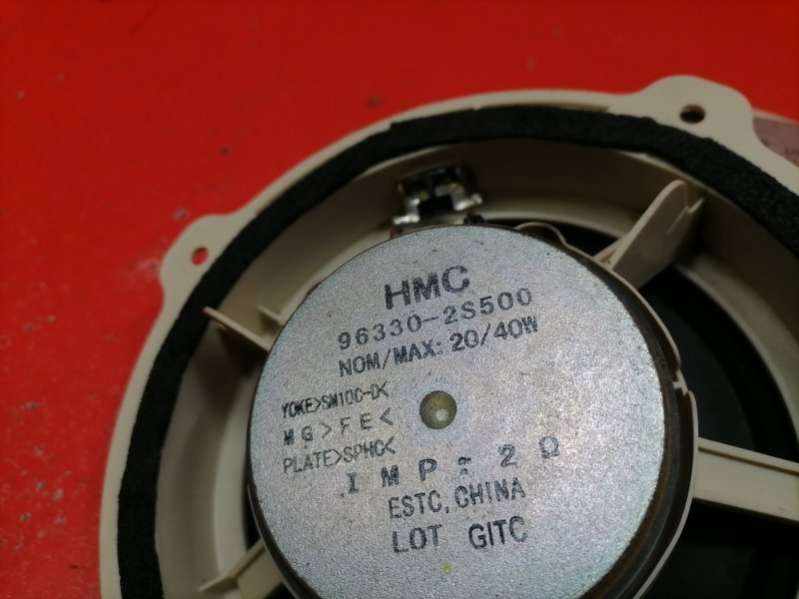 HMC
96330-2S500
NOM/MAX: 20/40W
YOKE>SM10C-D<
MG>FE<
PLATE>SPHC<
IMP: 2Ω
ESTC, CHINA
LOT GITC